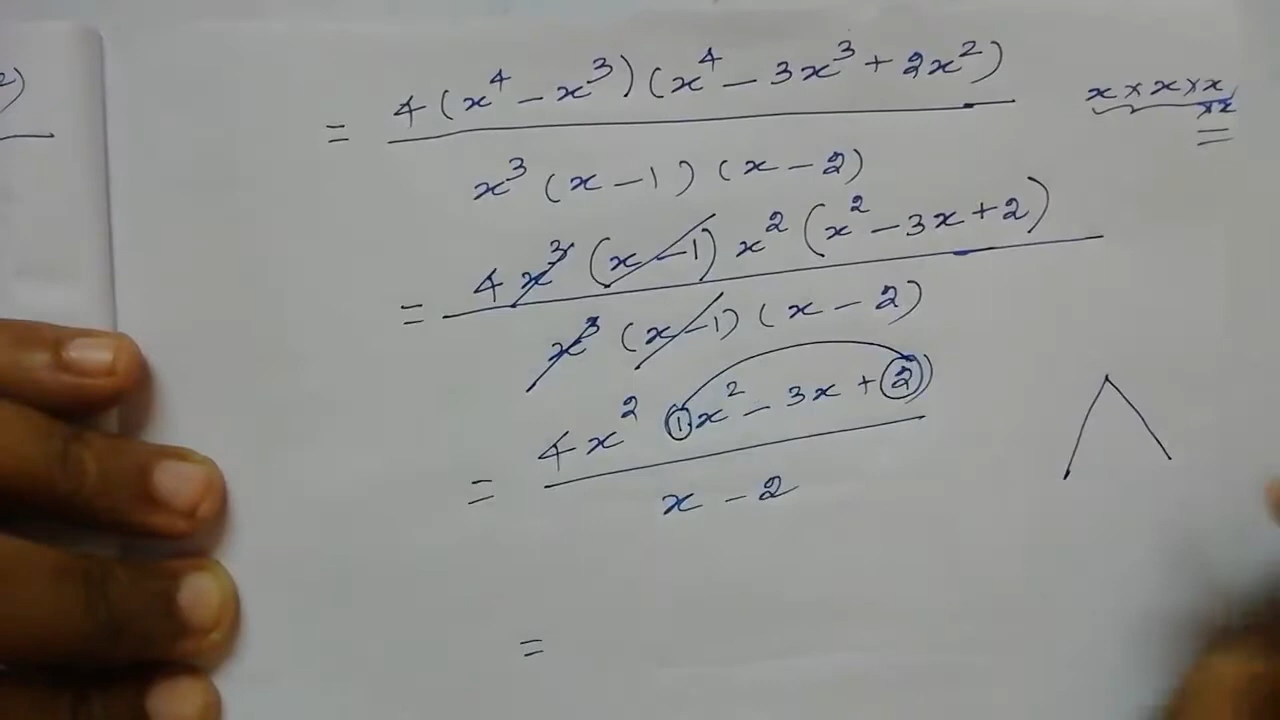 2)
= 4(x⁴ - x³)(x⁴ - 3x³ + 2x²)
x × x × x × x
=
x³ (x - 1) (x - 2)
= 4x³ (x - 1) x² (x² - 3x + 2)
x³ (x - 1) (x - 2)
= 4x² 1x² - 3x + 2)
x - 2
=